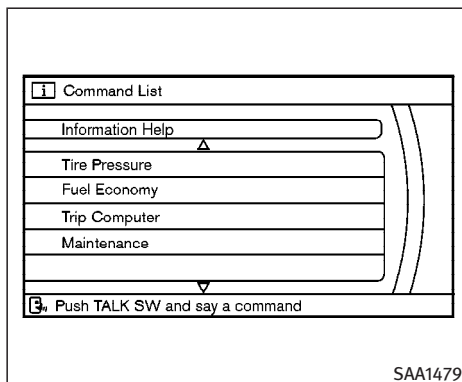 i Command List
Information Help
Tire Pressure
Fuel Economy
Trip Computer
Maintenance
Push TALK SW and say a command
SAA1479